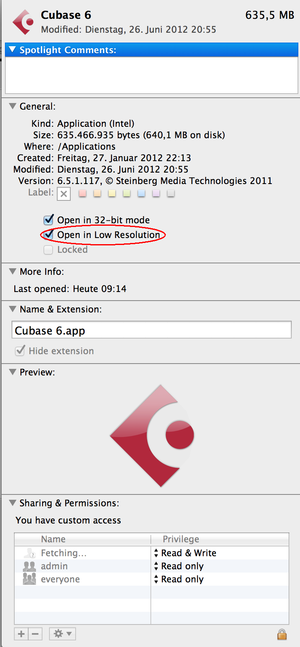 Cubase 6 635,5 MB
Modified: Dienstag, 26. Juni 2012 20:55
Spotlight Comments:
General:
Kind: Application (Intel)
Size: 635.466.935 bytes (640,1 MB on disk)
Where: /Applications
Created: Freitag, 27. Januar 2012 22:13
Modified: Dienstag, 26. Juni 2012 20:55
Version: 6.5.1.117, © Steinberg Media Technologies 2011
Label:
Open in 32-bit mode
Open in Low Resolution
Locked
More Info:
Last opened: Heute 09:14
Name & Extension:
Cubase 6.app
Hide extension
Preview:
Sharing & Permissions:
You have custom access
Name Privilege
Fetching... Read & Write
admin Read only
everyone Read only